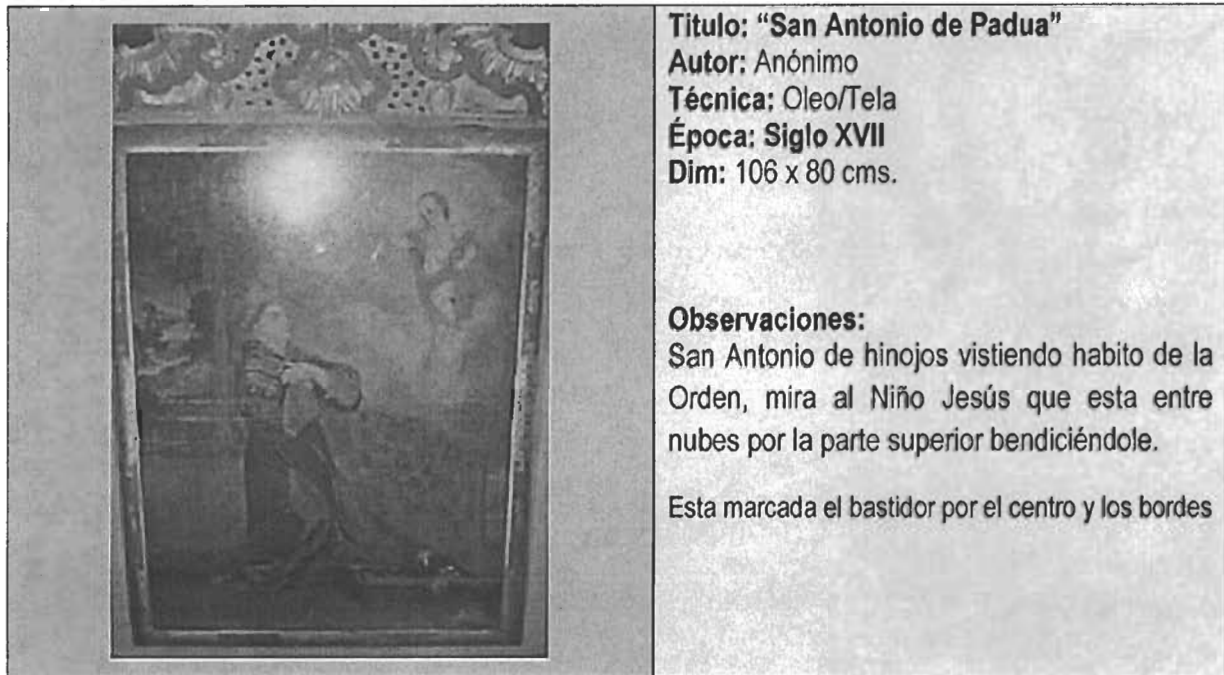 Titulo: “San Antonio de Padua”
Autor: Anónimo
Técnica: Oleo/Tela
Época: Siglo XVII
Dim: 106 x 80 cms.
Observaciones:
San Antonio de hinojos vistiendo habito de la
Orden, mira al Niño Jesús que esta entre
nubes por la parte superior bendiciéndole.
Esta marcada el bastidor por el centro y los bordes